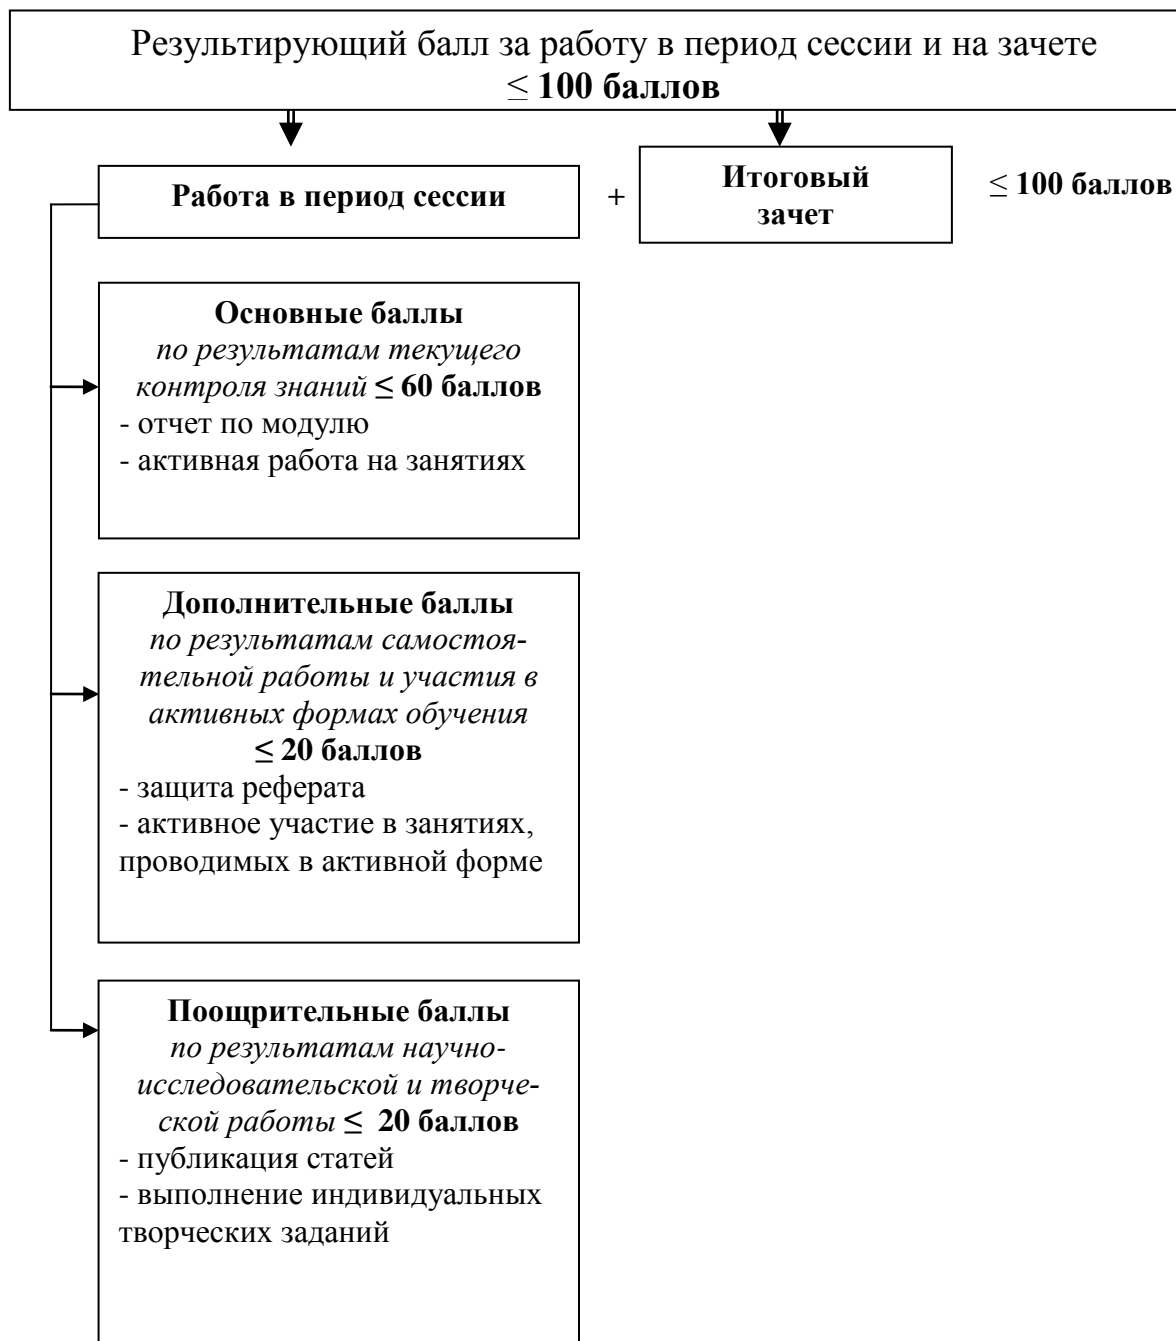 Результирующий балл за работу в период сессии и на зачете
≤ 100 баллов
Работа в период сессии
+
Итоговый
зачет
≤ 100 баллов
Основные баллы
по результатам текущего
контроля знаний ≤ 60 баллов
- отчет по модулю
- активная работа на занятиях
Дополнительные баллы
по результатам самостоя-
тельной работы и участия в
активных формах обучения
≤ 20 баллов
- защита реферата
- активное участие в занятиях,
проводимых в активной форме
Поощрительные баллы
по результатам научно-
исследовательской и творче-
ской работы ≤ 20 баллов
- публикация статей
- выполнение индивидуальных
творческих заданий